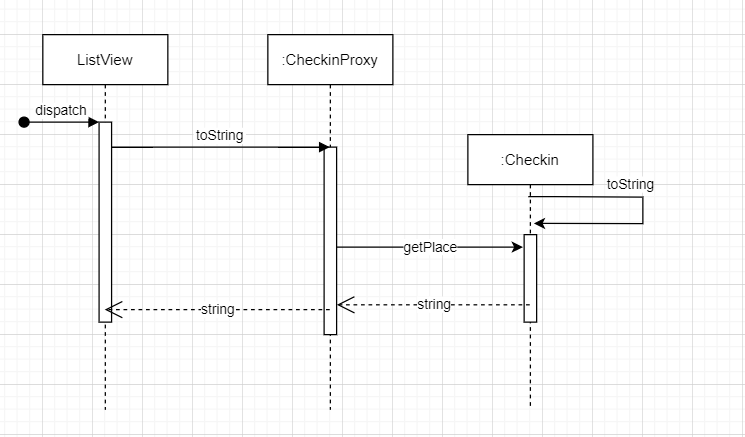 ListView
:CheckinProxy
dispatch
toString
:Checkin
toString
getPlace
string
string